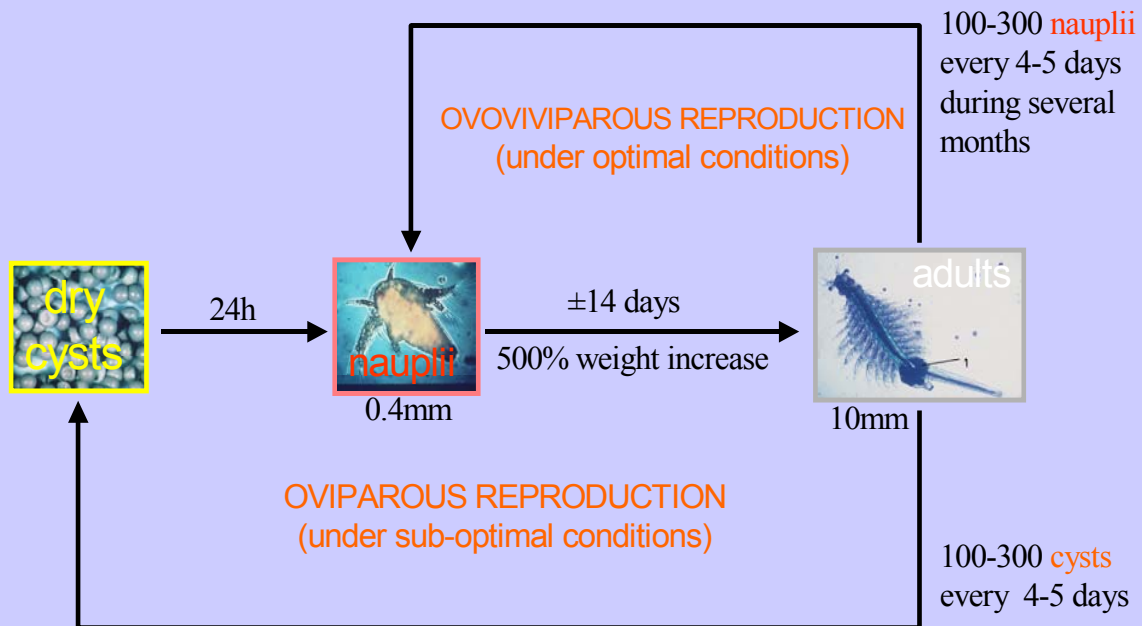 100-300 nauplii
every 4-5 days
during several
months
OVOVIVIPAROUS REPRODUCTION
(under optimal conditions)
dry
cysts
24h
nauplii
0.4mm
±14 days
500% weight increase
adults
1
10mm
OVIPAROUS REPRODUCTION
(under sub-optimal conditions)
100-300 cysts
every 4-5 days